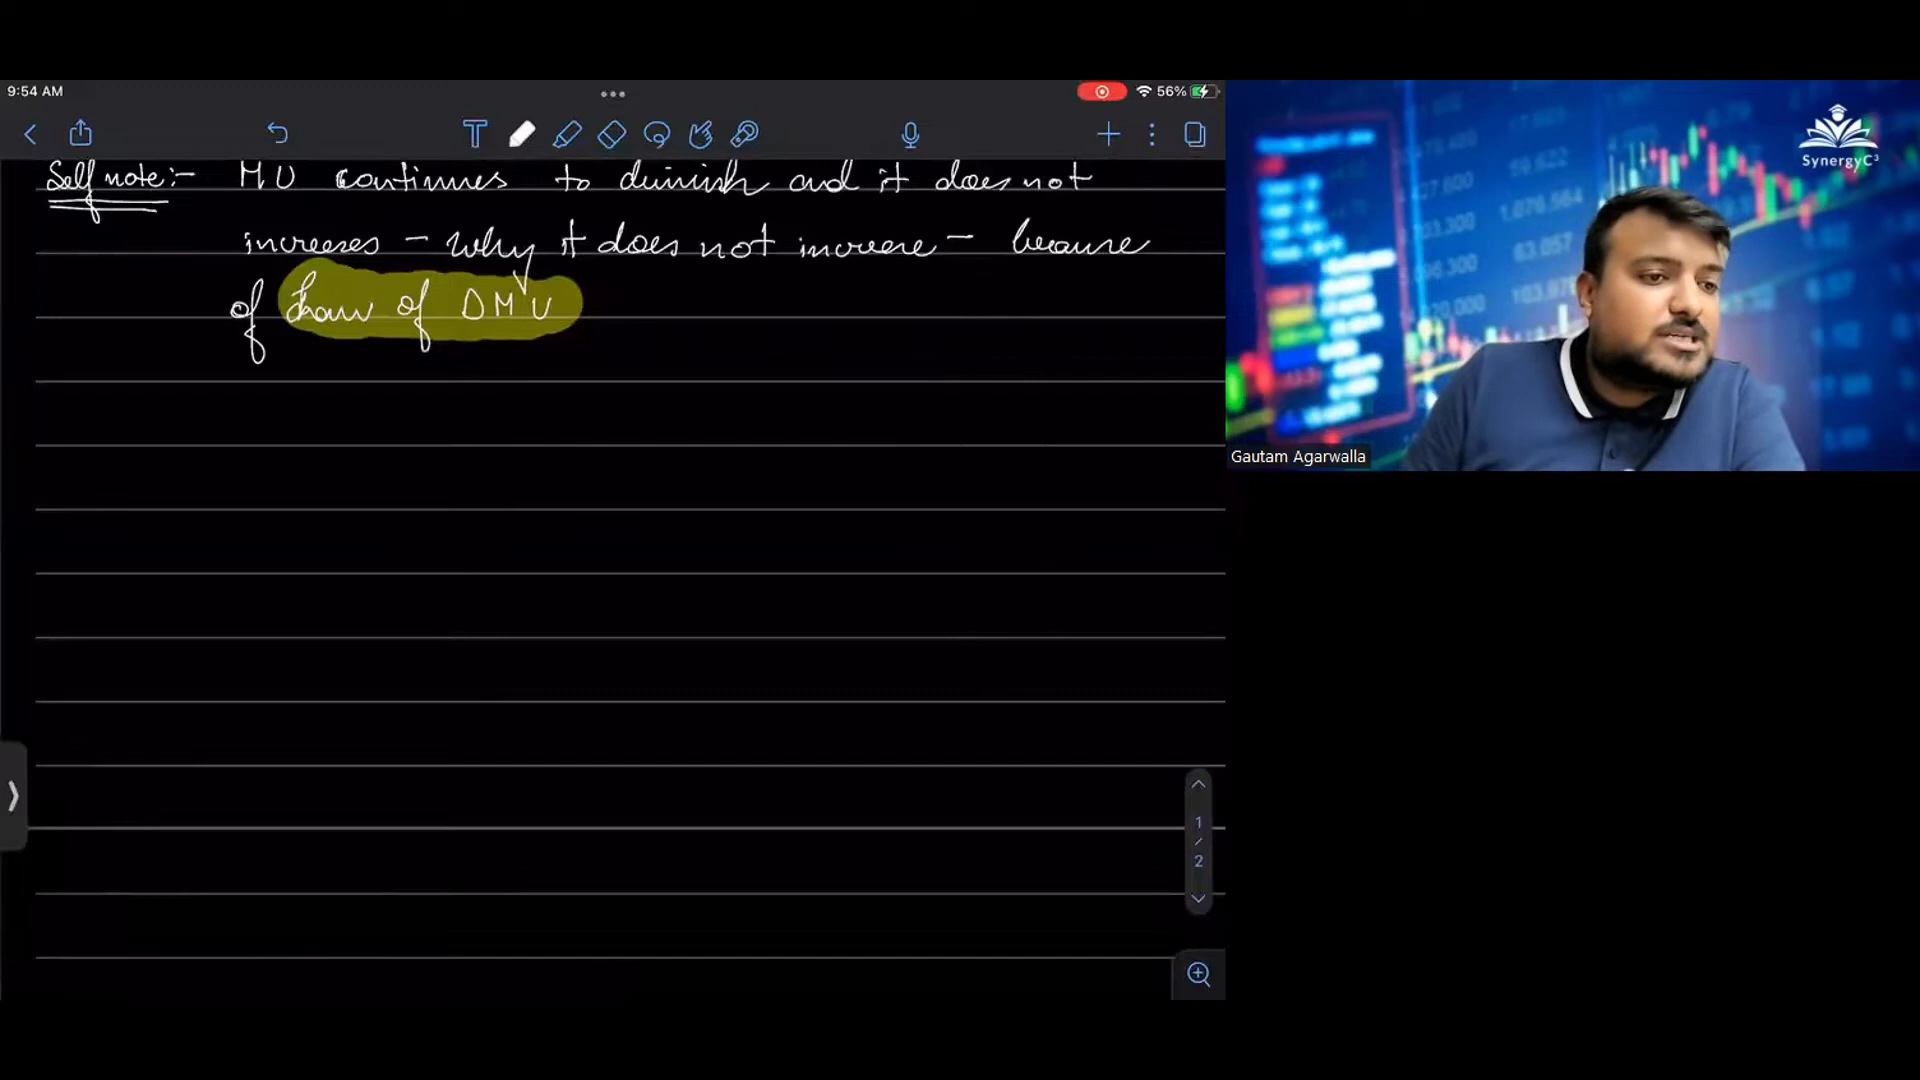 9:54 AM
56%
Self note:- MU continues to diminish and it does not
increases - why it does not increase - because
of of DMU
SynergyC³
Gautam Agarwalla
1
/
2